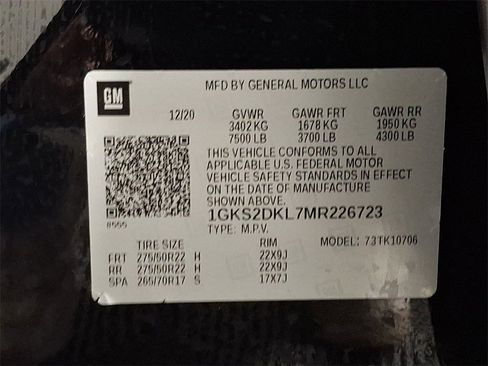 GM
MFD BY GENERAL MOTORS LLC
12/20 GVWR GAWR FRT GAWR RR
3402 KG 1678 KG 1950 KG
7500 LB 3700 LB 4300 LB
THIS VEHICLE CONFORMS TO ALL
APPLICABLE U.S. FEDERAL MOTOR
VEHICLE SAFETY STANDARDS IN EFFECT
ON THE DATE OF MANUFACTURE
SHOWN ABOVE.
1GKS2DKL7MR226723
TYPE: M.P.V.
TIRE SIZE RIM MODEL: 73TK10706
FRT 275/50R22 H 22X9J
RR 275/50R22 H 22X9J
SPA 265/70R17 S 17X7J